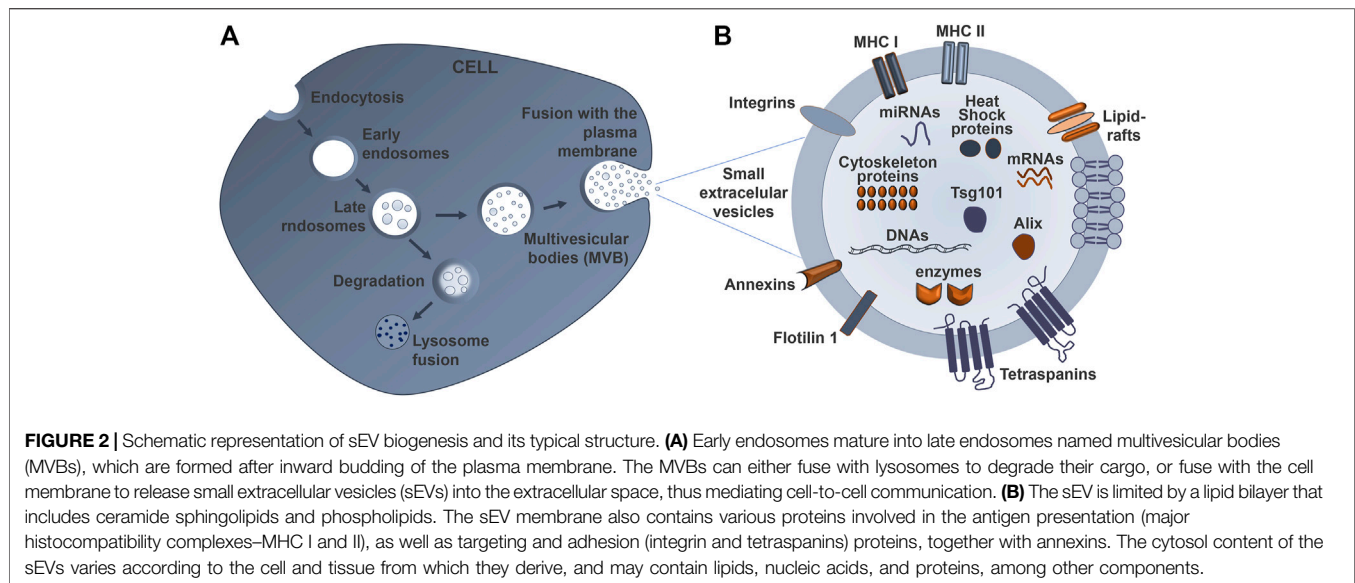 A
CELL
Endocytosis
Early
endosomes
Late
rndosomes
Degradation
Lysosome
fusion
Multivesicular
bodies (MVB)
Fusion with the
plasma
membrane
Small
extracellular
vesicles
B
MHC I
MHC II
Integrins
miRNAs
Heat
Shock
proteins
Lipid-
rafts
Cytoskeleton
proteins
mRNAs
Tsg101
DNAs
Alix
Annexins
enzymes
Flotilin 1
Tetraspanins
FIGURE 2 | Schematic representation of sEV biogenesis and its typical structure. (A) Early endosomes mature into late endosomes named multivesicular bodies
(MVBs), which are formed after inward budding of the plasma membrane. The MVBs can either fuse with lysosomes to degrade their cargo, or fuse with the cell
membrane to release small extracellular vesicles (sEVs) into the extracellular space, thus mediating cell-to-cell communication. (B) The sEV is limited by a lipid bilayer that
includes ceramide sphingolipids and phospholipids. The sEV membrane also contains various proteins involved in the antigen presentation (major
histocompatibility complexes–MHC I and II), as well as targeting and adhesion (integrin and tetraspanins) proteins, together with annexins. The cytosol content of the
sEVs varies according to the cell and tissue from which they derive, and may contain lipids, nucleic acids, and proteins, among other components.